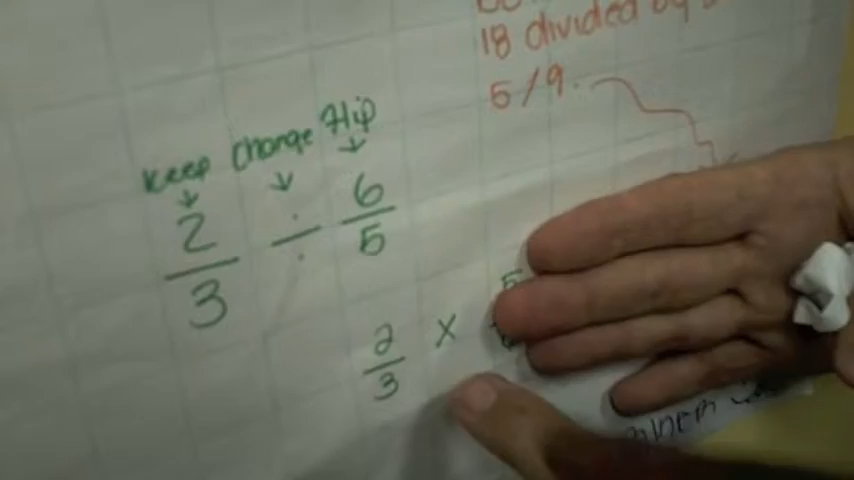 18 divided by
5/9.
Keep Change Flip
2/3 ÷ 6/5
2/3 × 5